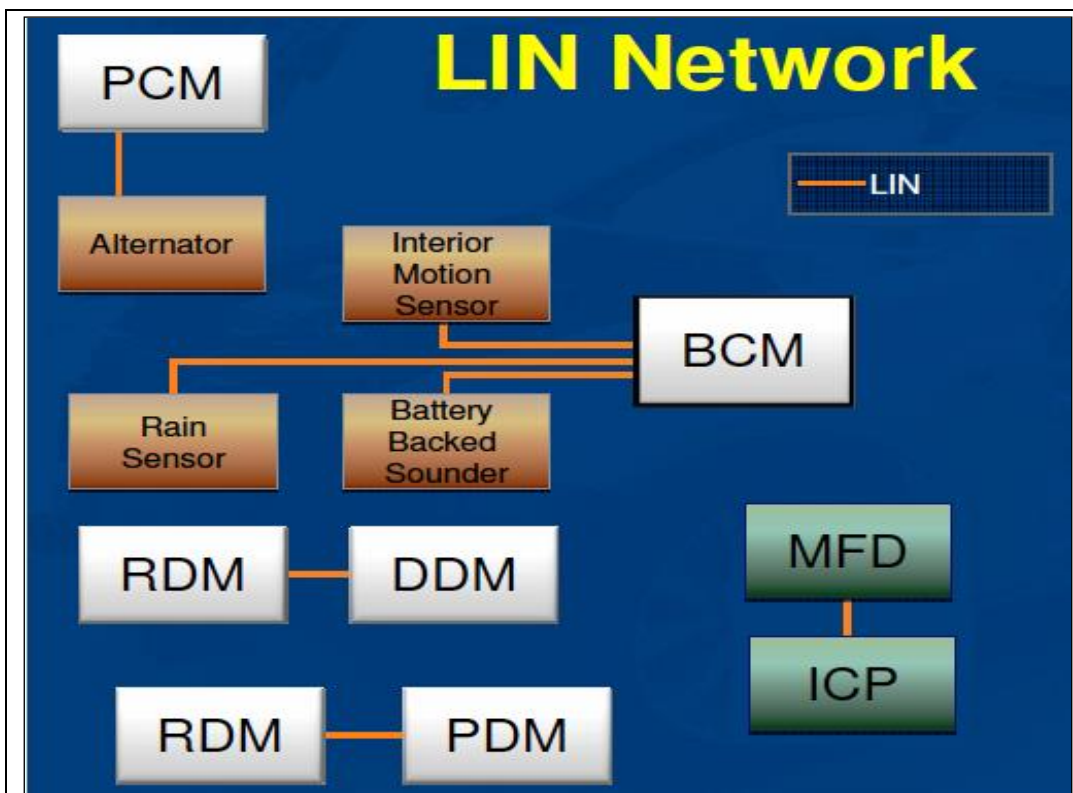 LIN Network
PCM
LIN
Alternator
Interior
Motion
Sensor
BCM
Rain
Sensor
Battery
Backed
Sounder
RDM
DDM
MFD
ICP
RDM
PDM